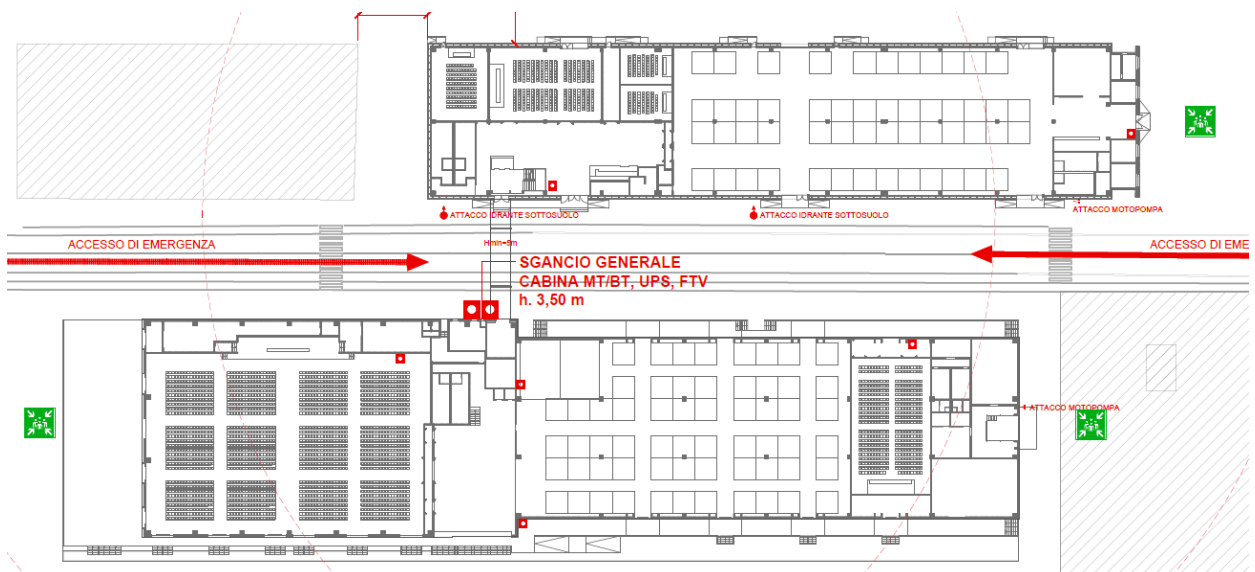 ATTACCO IDRANTE SOTTOSUOLO
ATTACCO IDRANTE SOTTOSUOLO
ATTACCO MOTOPOMPA
ACCESSO DI EMERGENZA
Hmin=5m
ACCESSO DI EME
SGANCIO GENERALE
CABINA MT/BT, UPS, FTV
h. 3,50 m
ATTACCO MOTOPOMPA